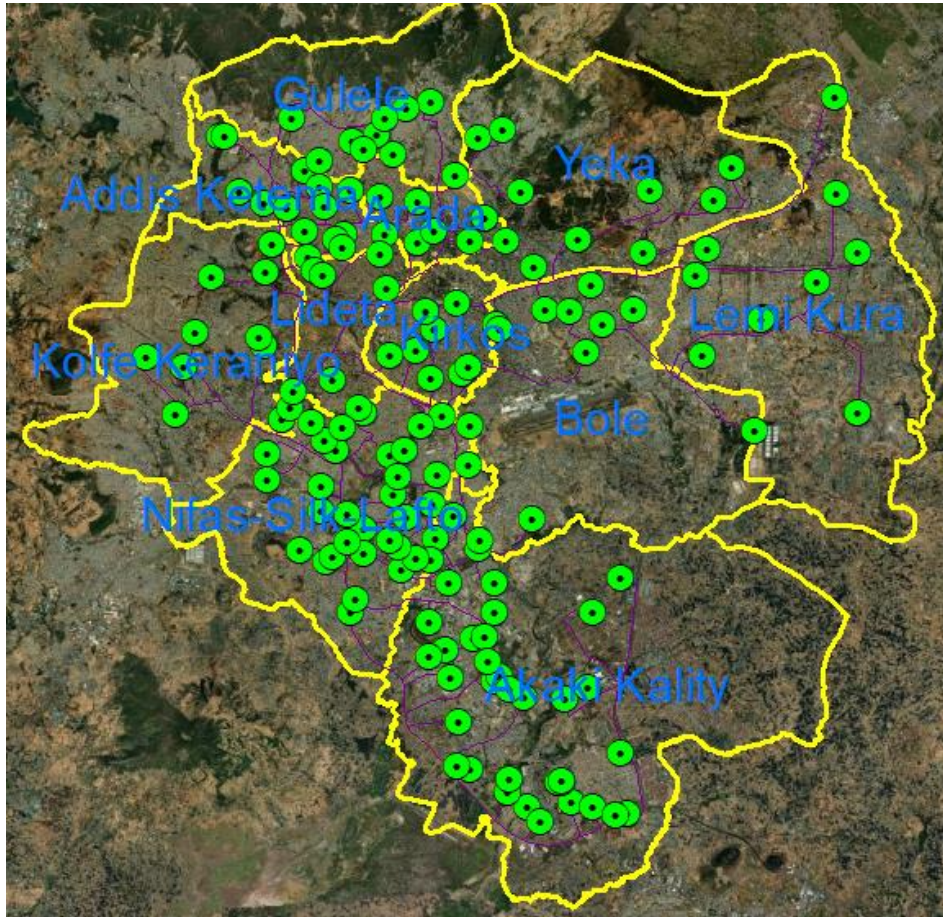 Gulele
Yeka
Addis Ketema
Arada
Lideta
Kirkos
Lemi Kura
Kolfe Keraniyo
Bole
Nifas-Silk-Lafto
Akaki Kality